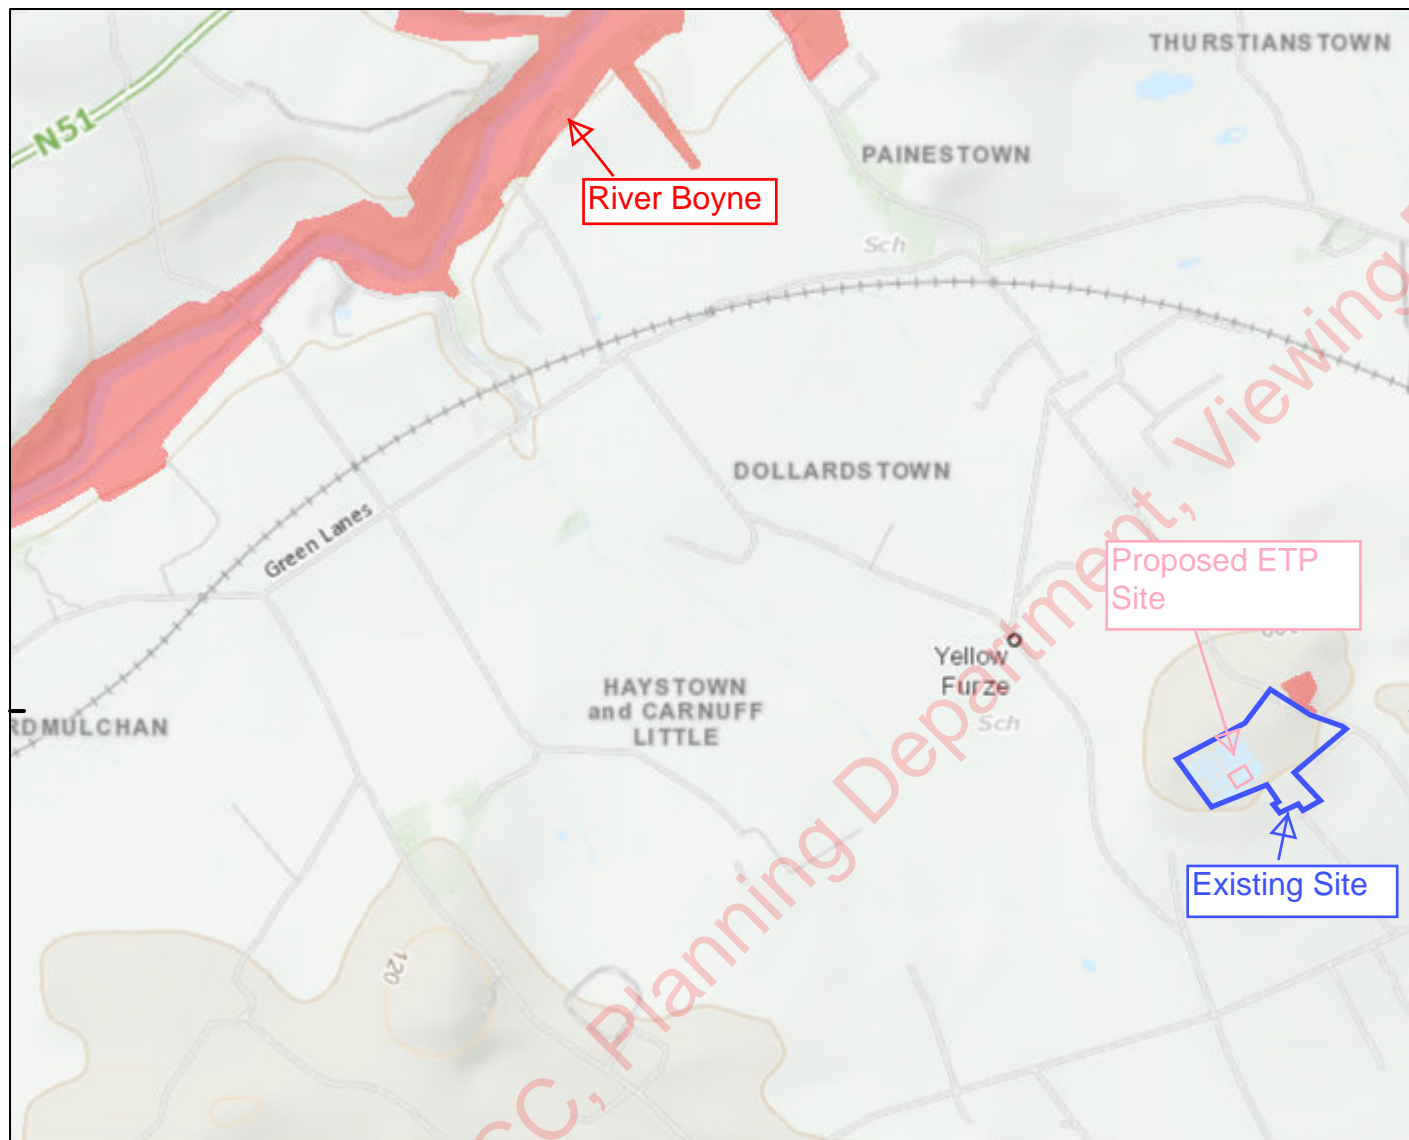 THURSTIANSTOWN
N51
PAINESTOWN
River Boyne
Sch
DOLLARDSTOWN
Green Lanes
Proposed ETP
Site
Yellow
Furze
HAYSTOWN
and CARNUFF
LITTLE
Sch
RDMULCHAN
Existing Site
120
CC, Planning Department, Viewing